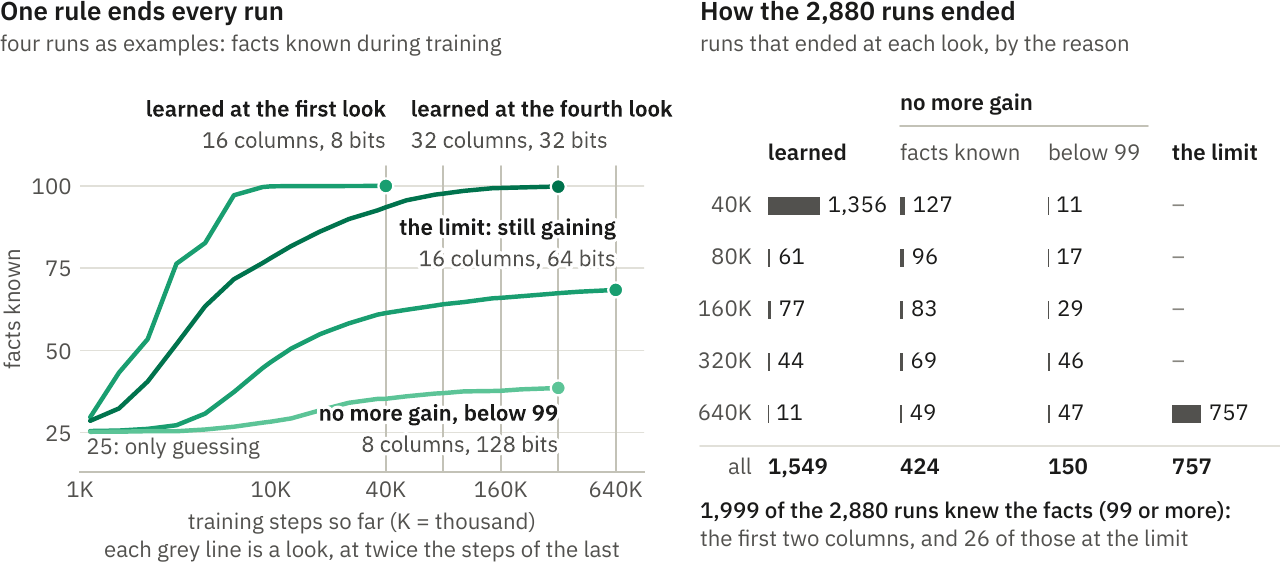 One rule ends every run
four runs as examples: facts known during training
learned at the first look
16 columns, 8 bits
learned at the fourth look
32 columns, 32 bits
the limit: still gaining
16 columns, 64 bits
no more gain, below 99
8 columns, 128 bits
25: only guessing
facts known
100
75
50
25
1K 10K 40K 160K 640K
training steps so far (K = thousand)
each grey line is a look, at twice the steps of the last
How the 2,880 runs ended
runs that ended at each look, by the reason
no more gain
learned facts known below 99 the limit
40K 1,356 127 11 –
80K 61 96 17 –
160K 77 83 29 –
320K 44 69 46 –
640K 11 49 47 757
all 1,549 424 150 757
1,999 of the 2,880 runs knew the facts (99 or more):
the first two columns, and 26 of those at the limit